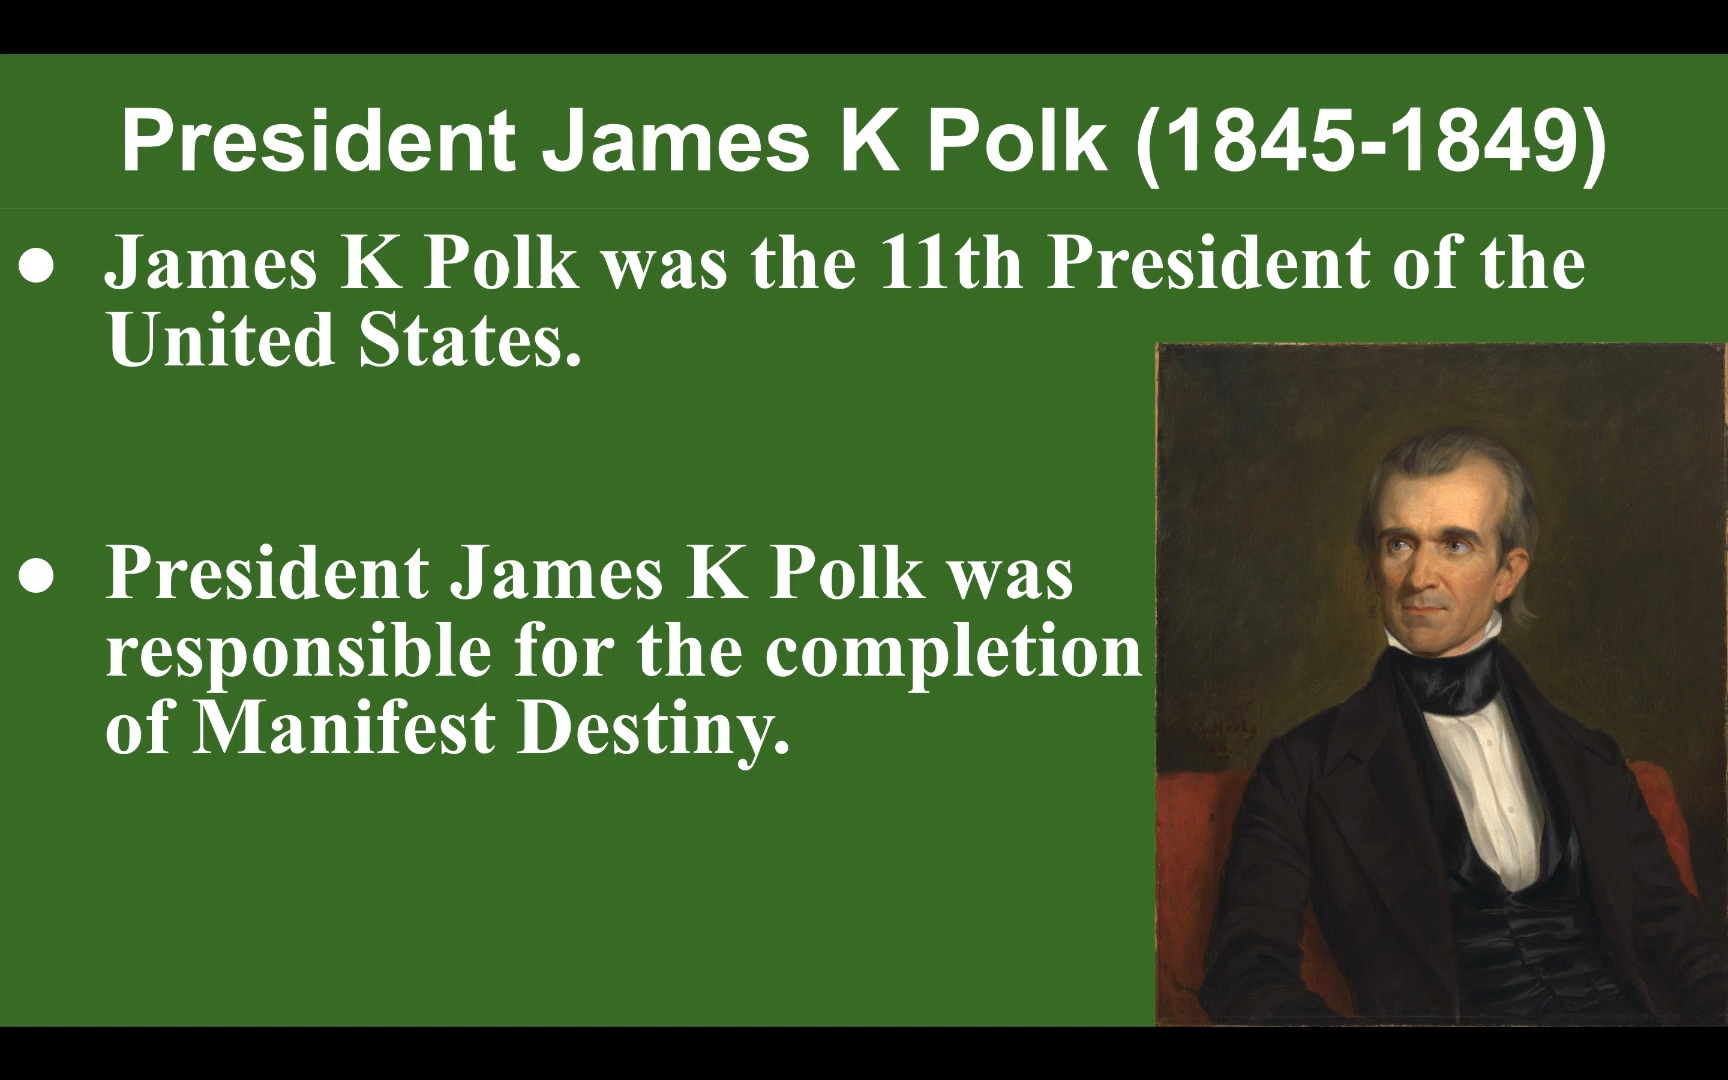 President James K Polk (1845-1849)
● James K Polk was the 11th President of the
United States.
● President James K Polk was
responsible for the completion
of Manifest Destiny.